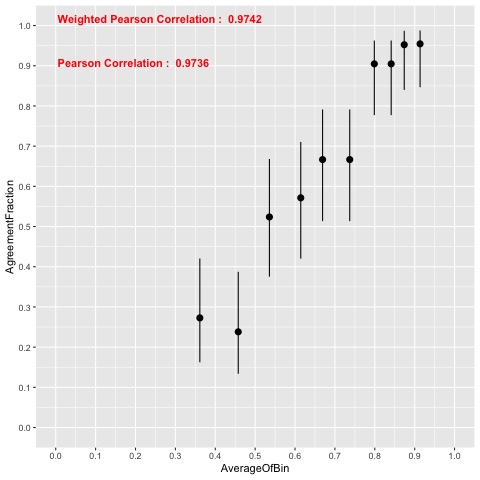 Weighted Pearson Correlation : 0.9742
Pearson Correlation : 0.9736
1.0
0.9
0.8
0.7
0.6
0.5
0.4
0.3
0.2
0.1
0.0
AgreementFraction
0.0 0.1 0.2 0.3 0.4 0.5 0.6 0.7 0.8 0.9 1.0
AverageOfBin